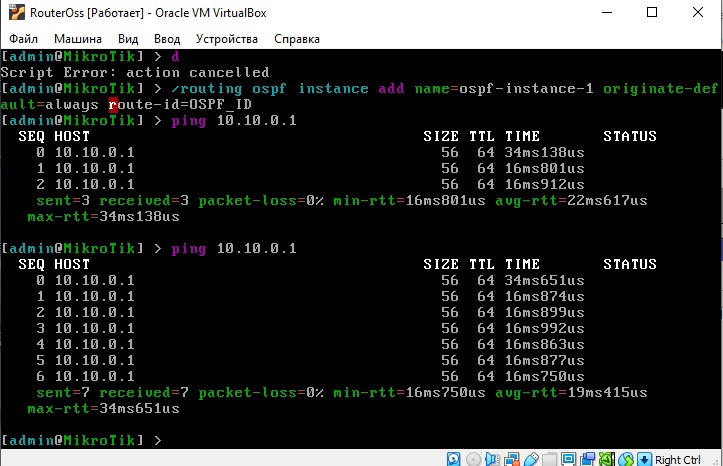 RouterOss [Работает] - Oracle VM VirtualBox
Файл Машина Вид Ввод Устройства Справка
[admin@MikroTik] > d
Script Error: action cancelled
[admin@MikroTik] > /routing ospf instance add name=ospf-instance-1 originate-def
ault=always route-id=OSPF_ID
[admin@MikroTik] > ping 10.10.0.1
SEQ HOST SIZE TTL TIME STATUS
0 10.10.0.1 56 64 34ms138us
1 10.10.0.1 56 64 16ms801us
2 10.10.0.1 56 64 16ms912us
sent=3 received=3 packet-loss=0% min-rtt=16ms801us avg-rtt=22ms617us
max-rtt=34ms138us
[admin@MikroTik] > ping 10.10.0.1
SEQ HOST SIZE TTL TIME STATUS
0 10.10.0.1 56 64 34ms651us
1 10.10.0.1 56 64 16ms874us
2 10.10.0.1 56 64 16ms899us
3 10.10.0.1 56 64 16ms992us
4 10.10.0.1 56 64 16ms863us
5 10.10.0.1 56 64 16ms877us
6 10.10.0.1 56 64 16ms750us
sent=7 received=7 packet-loss=0% min-rtt=16ms750us avg-rtt=19ms415us
max-rtt=34ms651us
[admin@MikroTik] >
Right Ctrl